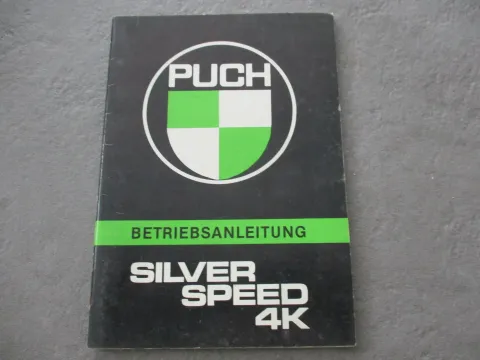 PUCH
BETRIEBSANLEITUNG
SILVER
SPEED
4K